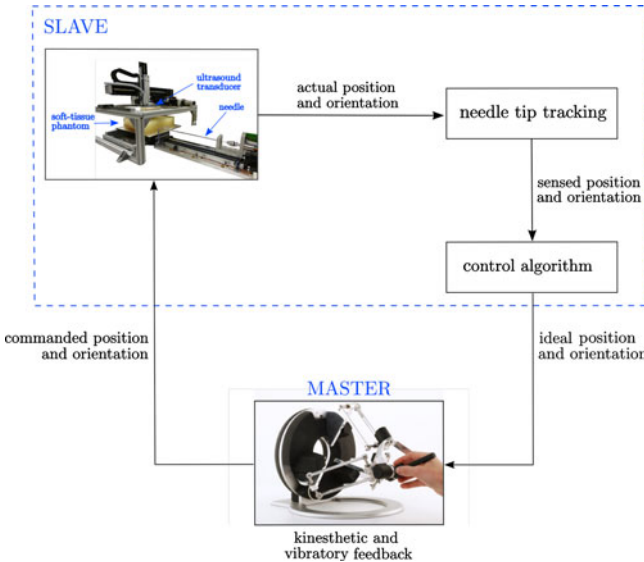 SLAVE
ultrasound
transducer
needle
soft-tissue
phantom
actual position
and orientation
needle tip tracking
sensed position
and orientation
control algorithm
commanded position
and orientation
ideal position
and orientation
MASTER
kinesthetic and
vibratory feedback